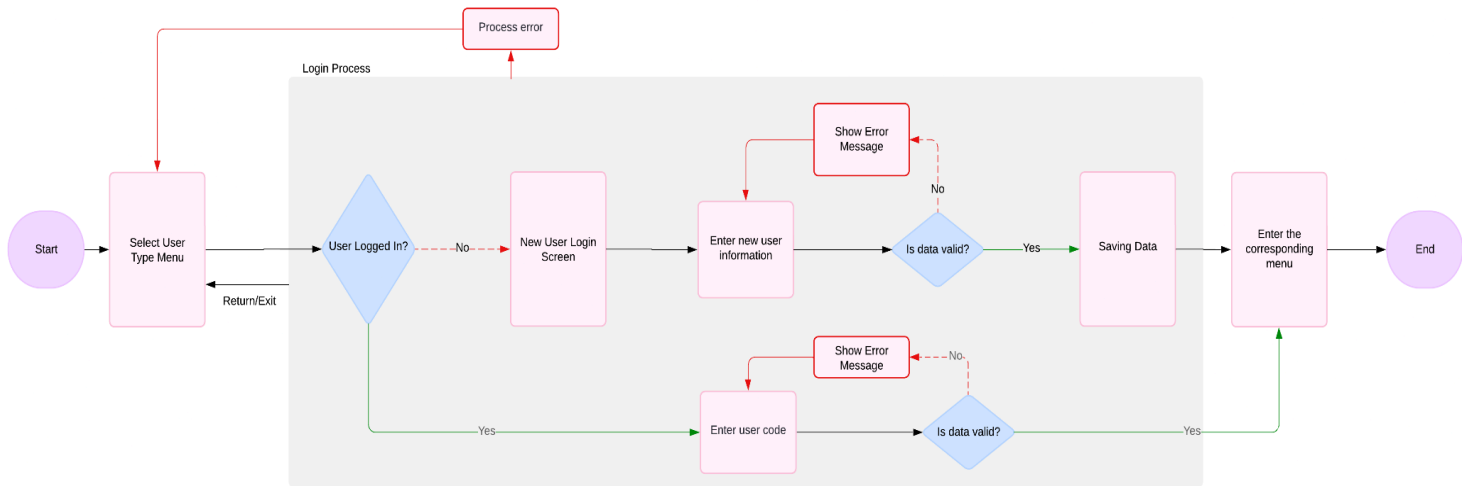 Process error
Login Process
Show Error
Message
No
Start
Select User
Type Menu
User Logged In?
No
New User Login
Screen
Enter new user
information
Is data valid?
Yes
Saving Data
Enter the
corresponding
menu
End
Return/Exit
Show Error
Message
No
Yes
Enter user code
Is data valid?
Yes